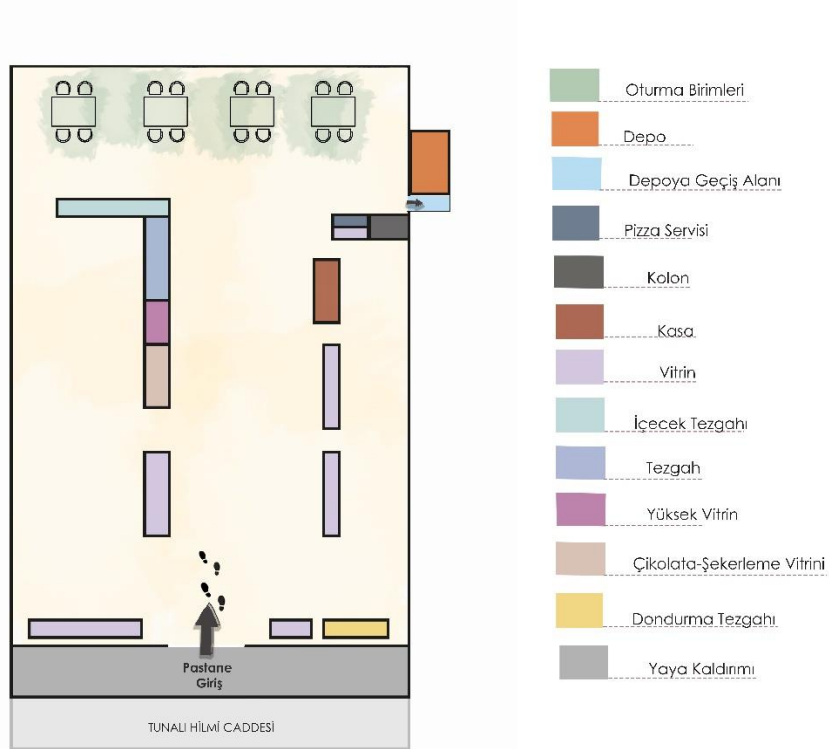 Pastane
Giriş
TUNALI HİLMİ CADDESİ
Oturma Birimleri
Depo
Depoya Geçiş Alanı
Pizza Servisi
Kolon
Kasa
Vitrin
İçecek Tezgahı
Tezgah
Yüksek Vitrin
Çikolata-Şekerleme Vitrini
Dondurma Tezgahı
Yaya Kaldırımı